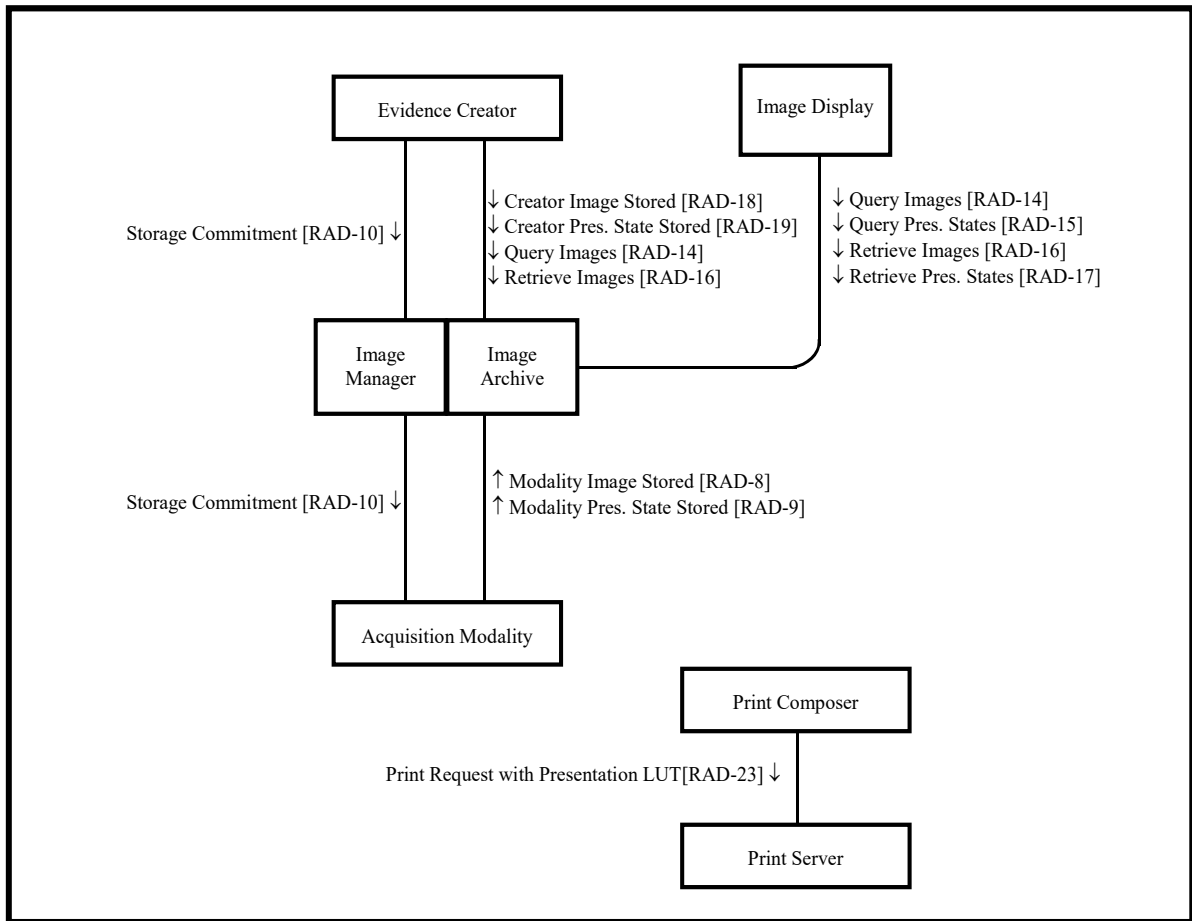 Evidence Creator
Image Display
Storage Commitment [RAD-10] ↓
↓ Creator Image Stored [RAD-18]
↓ Creator Pres. State Stored [RAD-19]
↓ Query Images [RAD-14]
↓ Retrieve Images [RAD-16]
↓ Query Images [RAD-14]
↓ Query Pres. States [RAD-15]
↓ Retrieve Images [RAD-16]
↓ Retrieve Pres. States [RAD-17]
Image
Manager
Image
Archive
Storage Commitment [RAD-10] ↓
↑ Modality Image Stored [RAD-8]
↑ Modality Pres. State Stored [RAD-9]
Acquisition Modality
Print Composer
Print Request with Presentation LUT[RAD-23] ↓
Print Server